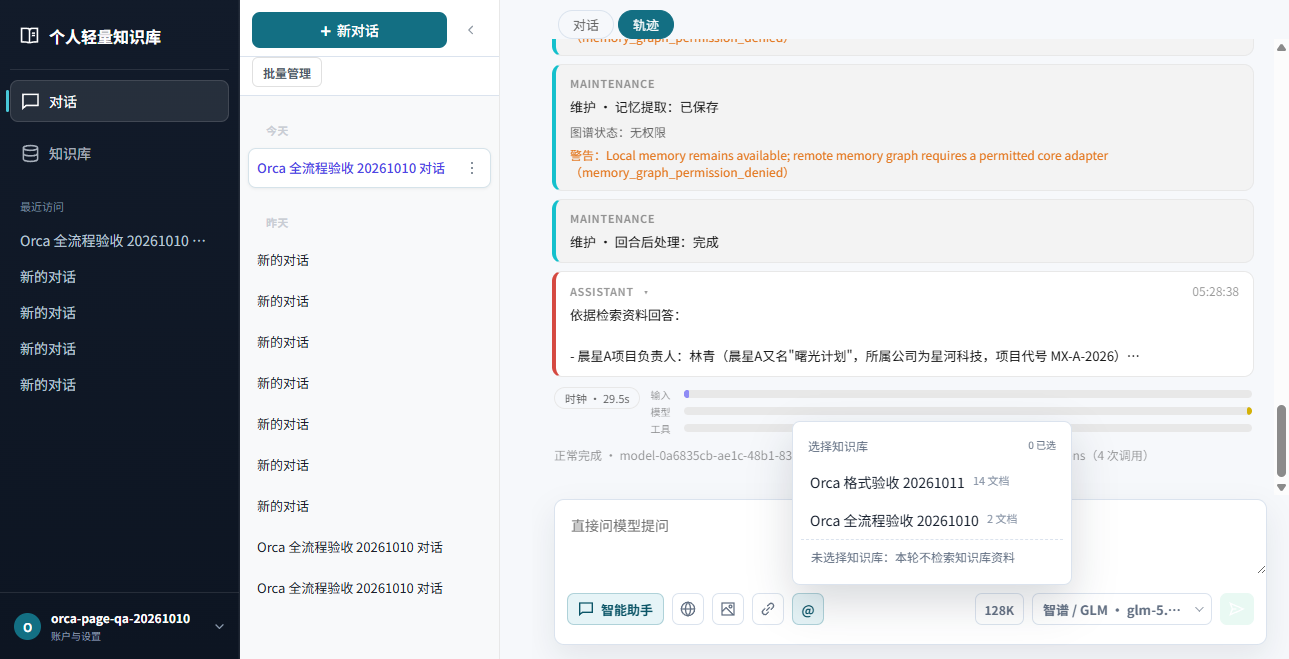 个人轻量知识库
对话
知识库
最近访问
Orca 全流程验收 20261010 ···
新的对话
新的对话
新的对话
新的对话
O
orca-page-qa-20261010
账户与设置
+ 新对话
批量管理
今天
Orca 全流程验收 20261010 对话
昨天
新的对话
新的对话
新的对话
新的对话
新的对话
新的对话
新的对话
Orca 全流程验收 20261010 对话
Orca 全流程验收 20261010 对话
对话
轨迹
（memory_graph_permission_denied）
MAINTENANCE
维护 · 记忆提取：已保存
图谱状态：无权限
警告：Local memory remains available; remote memory graph requires a permitted core adapter
（memory_graph_permission_denied）
MAINTENANCE
维护 · 回合后处理：完成
ASSISTANT
05:28:38
依据检索资料回答：
- 晨星A项目负责人：林青（晨星A又名"曙光计划"，所属公司为星河科技，项目代号 MX-A-2026）···
时钟 · 29.5s
输入
模型
工具
正常完成 · model-0a6835cb-ae1c-48b1-83
ns（4 次调用）
选择知识库
0 已选
Orca 格式验收 20261011 14 文档
Orca 全流程验收 20261010 2 文档
未选择知识库：本轮不检索知识库资料
直接问模型提问
智能助手
@
128K
智谱 / GLM · glm-5.···